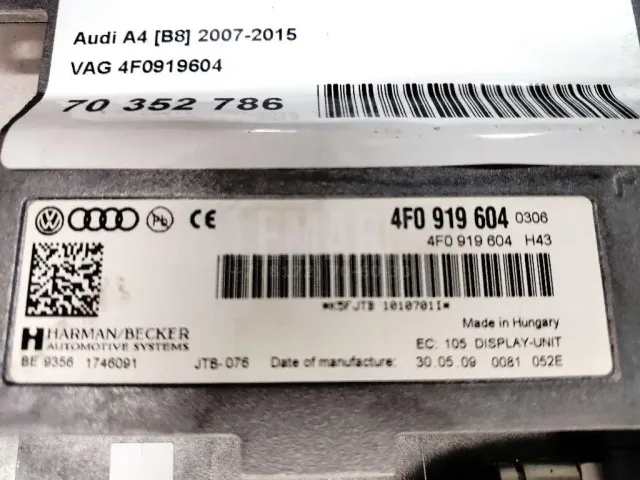 Audi A4 [B8] 2007-2015
VAG 4F0919604
70 352 786
Pb CE 4F0 919 604 0306
4F0 919 604 H43
*K5FJTB 10107011*
Made in Hungary
HARMAN/BECKER
AUTOMOTIVE SYSTEMS
EC: 105 DISPLAY-UNIT
BE 9356 1746091 JTB-076 Date of manufacture: 30.05.09 0081 052E